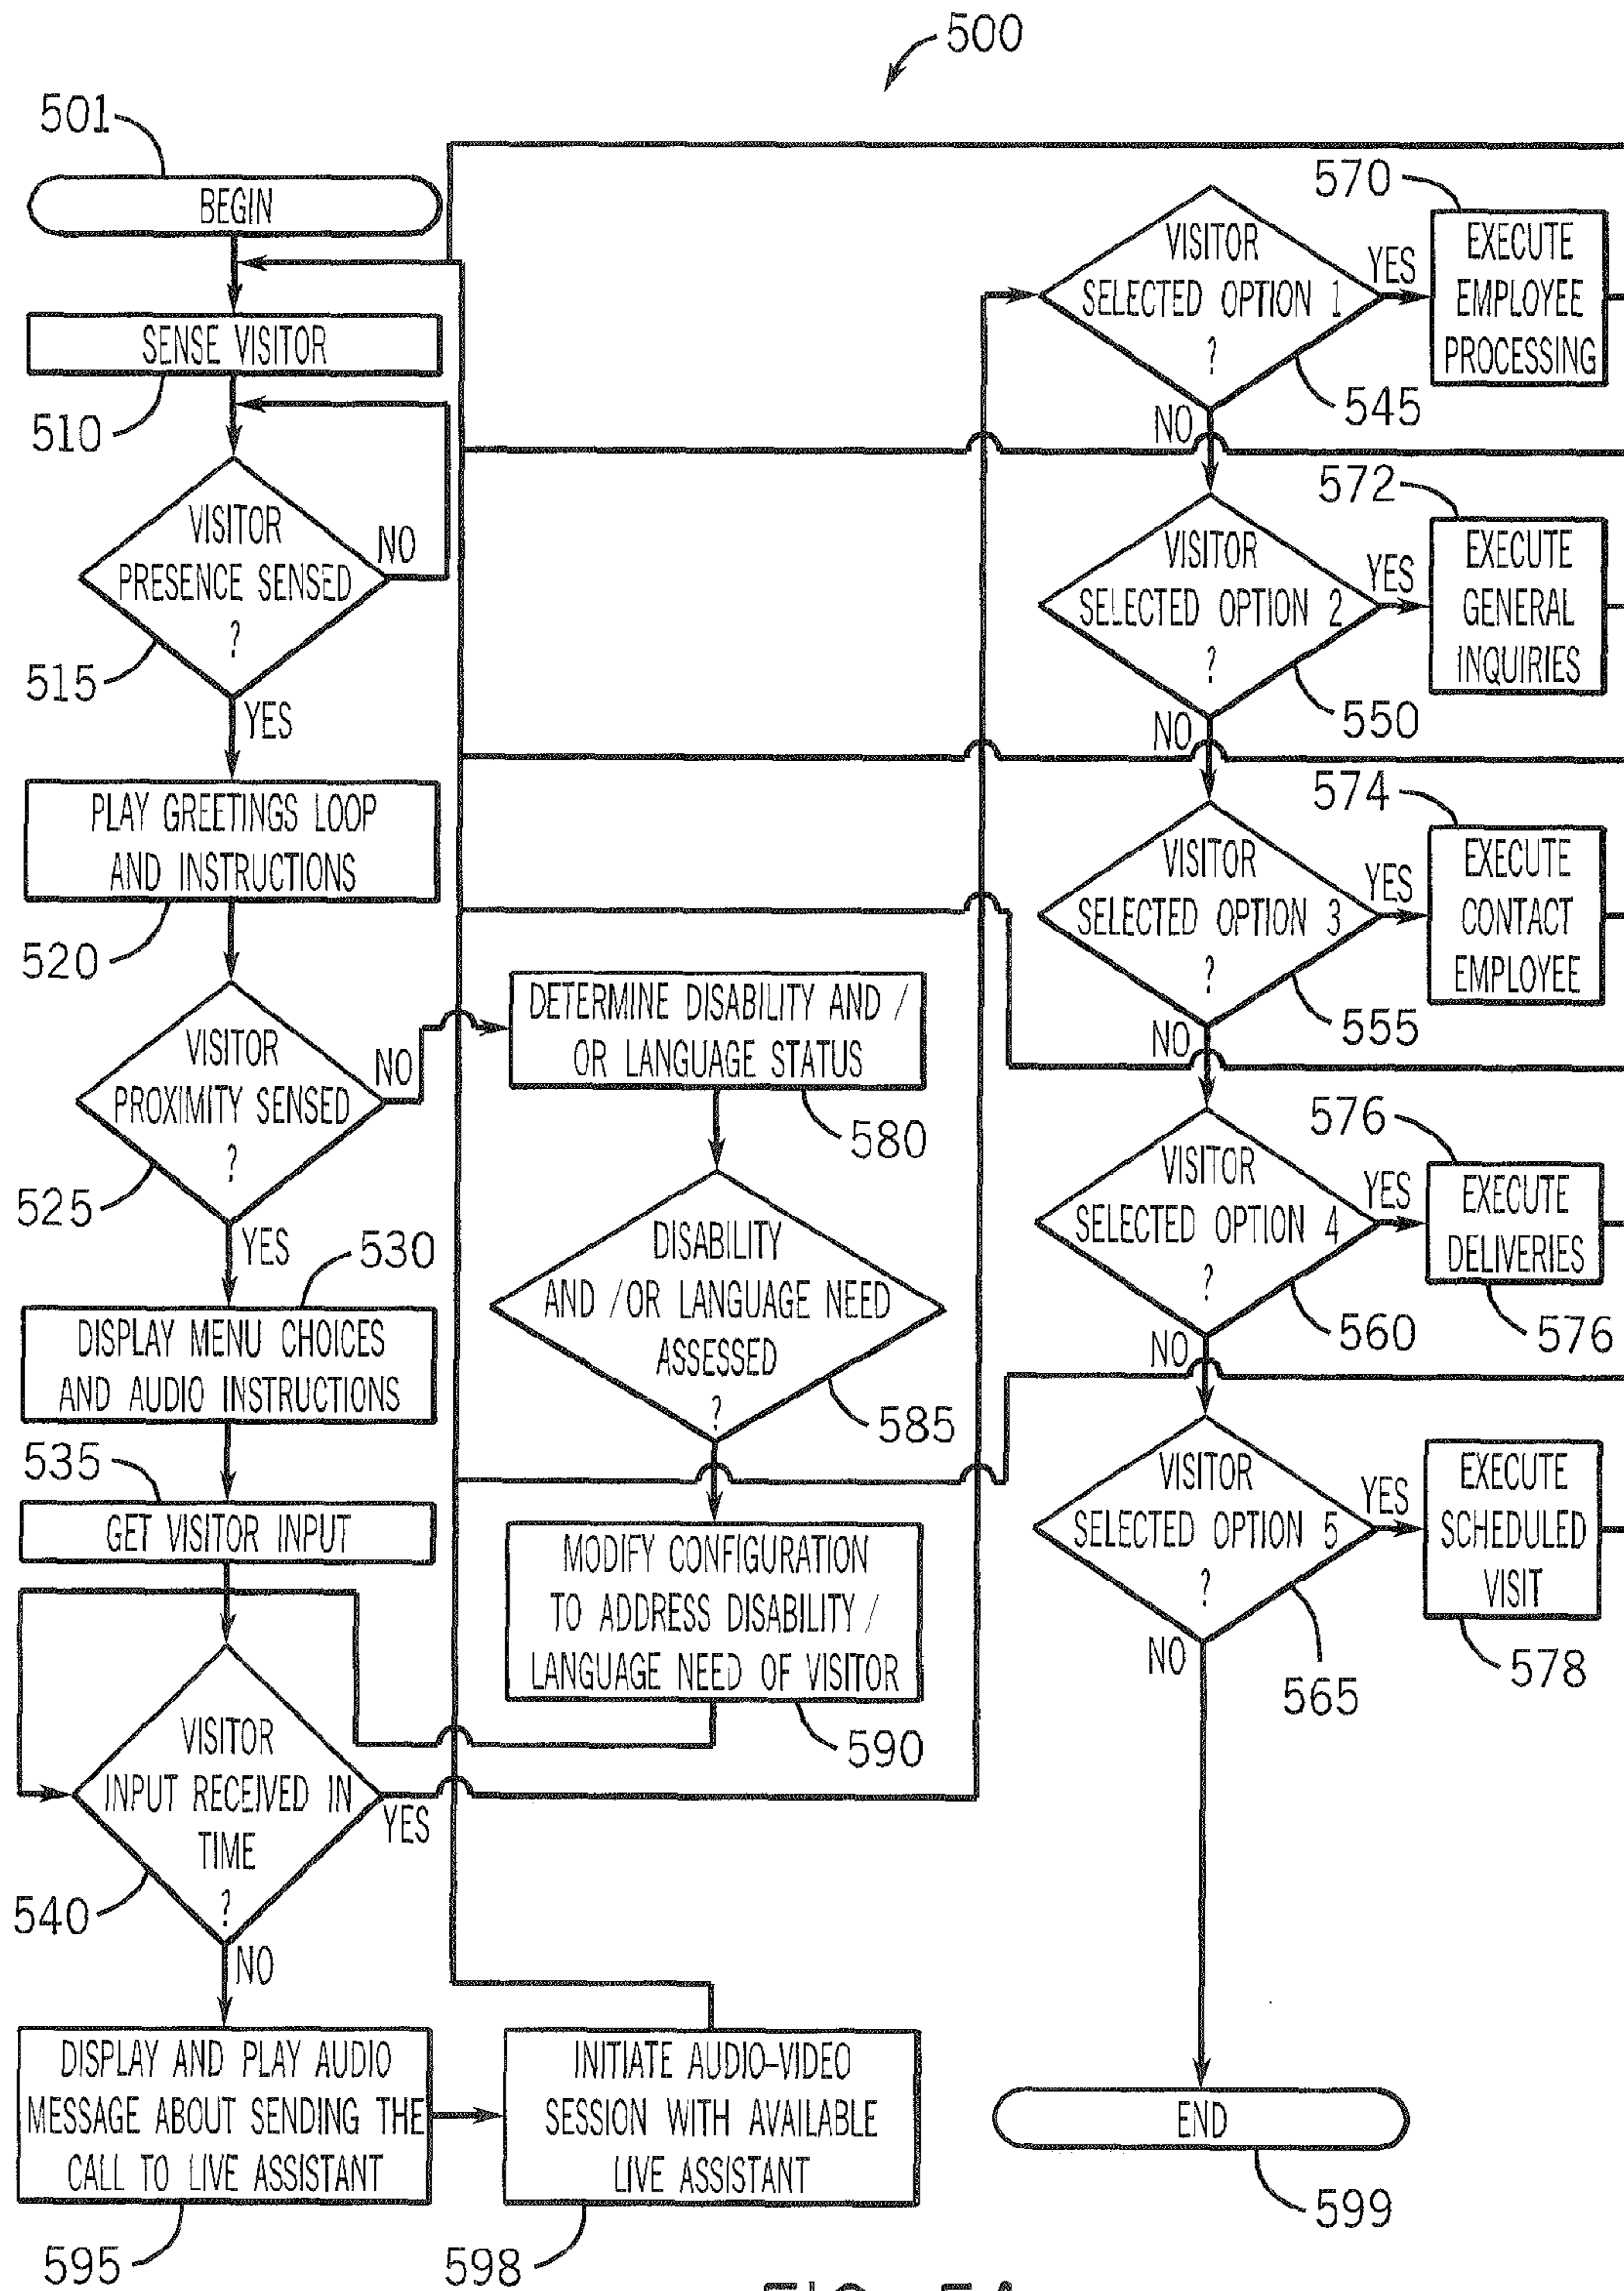 500
501
BEGIN
SENSE VISITOR
510
VISITOR
PRESENCE SENSED
?
NO
515
YES
PLAY GREETINGS LOOP
AND INSTRUCTIONS
520
VISITOR
PROXIMITY SENSED
?
NO
525
YES
530
DISPLAY MENU CHOICES
AND AUDIO INSTRUCTIONS
535
GET VISITOR INPUT
VISITOR
INPUT RECEIVED IN
TIME
?
YES
540
NO
DISPLAY AND PLAY AUDIO
MESSAGE ABOUT SENDING THE
CALL TO LIVE ASSISTANT
595
DETERMINE DISABILITY AND /
OR LANGUAGE STATUS
580
DISABILITY
AND /OR LANGUAGE NEED
ASSESSED
?
585
MODIFY CONFIGURATION
TO ADDRESS DISABILITY /
LANGUAGE NEED OF VISITOR
590
INITIATE AUDIO-VIDEO
SESSION WITH AVAILABLE
LIVE ASSISTANT
598
VISITOR
SELECTED OPTION 1
?
YES
570
EXECUTE
EMPLOYEE
PROCESSING
545
NO
VISITOR
SELECTED OPTION 2
?
YES
572
EXECUTE
GENERAL
INQUIRIES
550
NO
VISITOR
SELECTED OPTION 3
?
YES
574
EXECUTE
CONTACT
EMPLOYEE
555
NO
VISITOR
SELECTED OPTION 4
?
YES
576
EXECUTE
DELIVERIES
576
560
NO
VISITOR
SELECTED OPTION 5
?
YES
EXECUTE
SCHEDULED
VISIT
578
565
NO
END
599